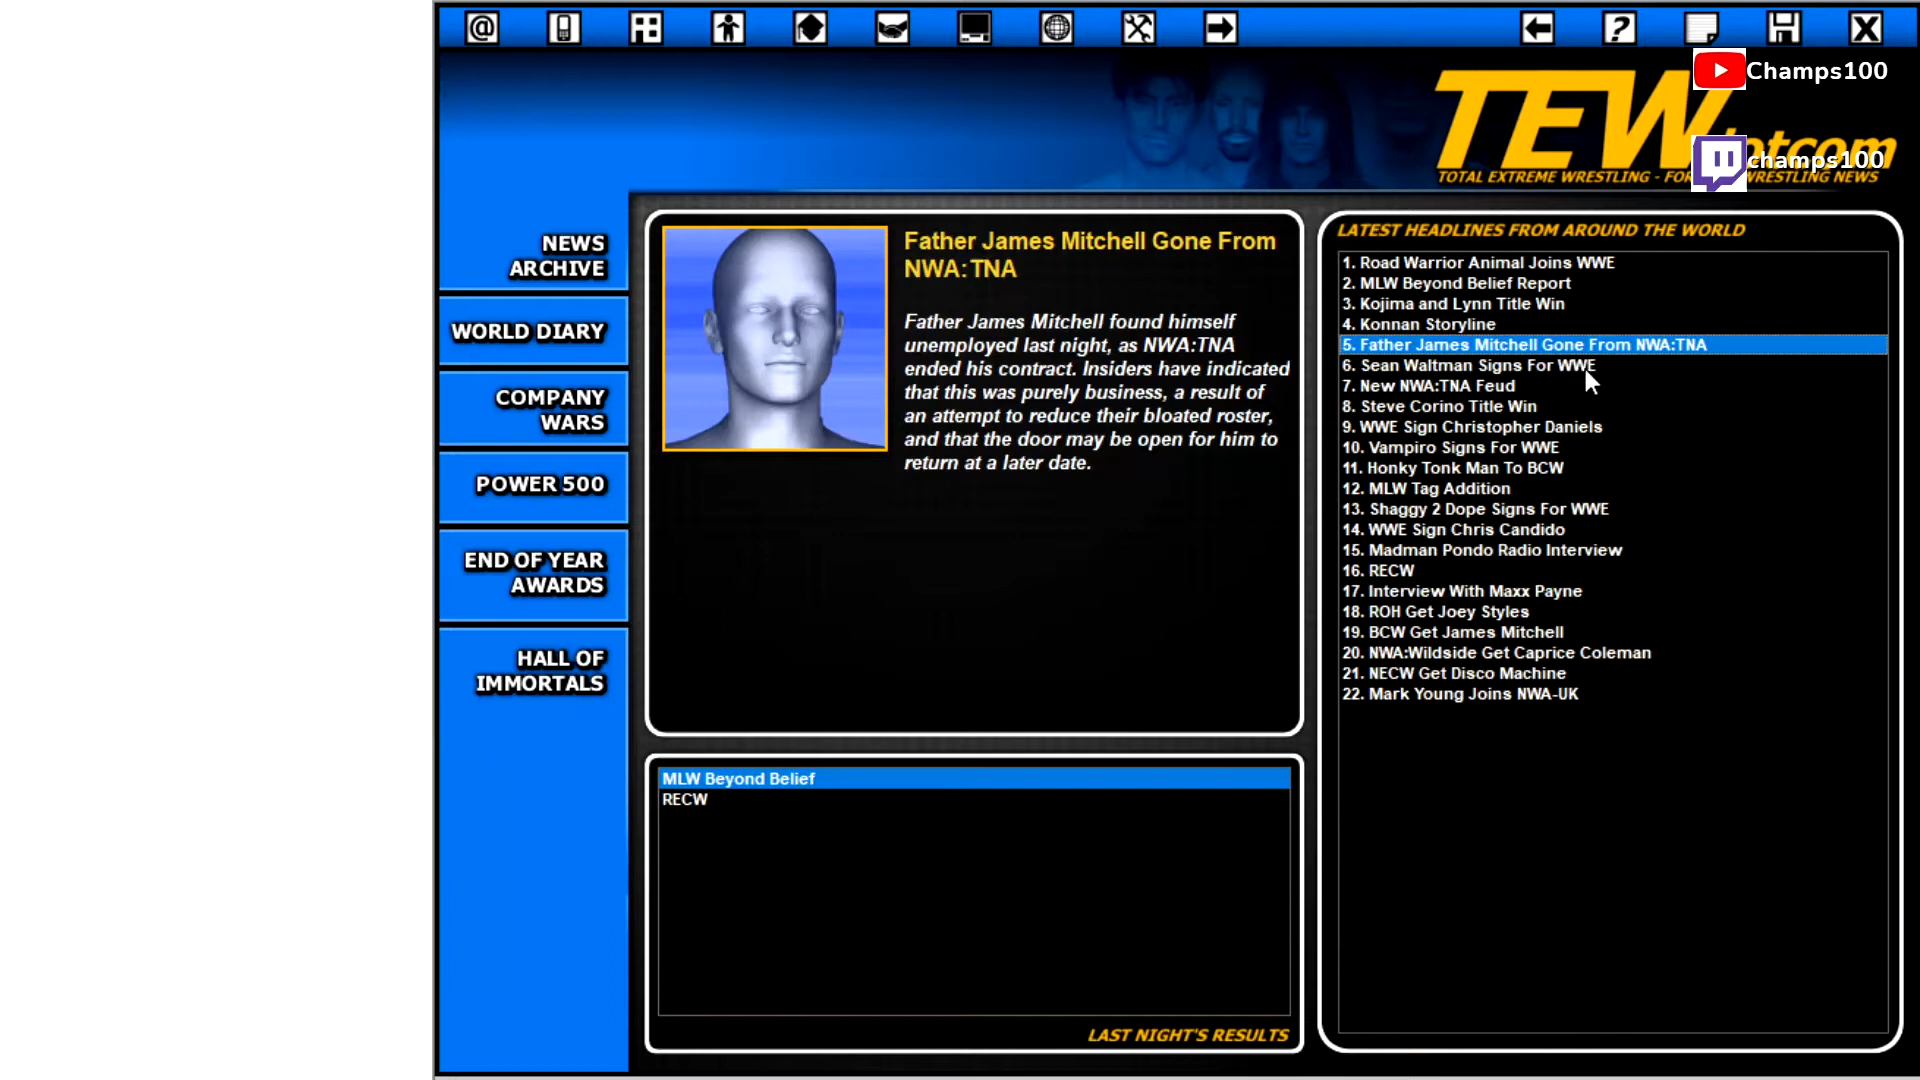 Champs100
TEW
champs100
TOTAL EXTREME WRESTLING - FOR WRESTLING NEWS
NEWS
ARCHIVE
WORLD DIARY
COMPANY
WARS
POWER 500
END OF YEAR
AWARDS
HALL OF
IMMORTALS
Father James Mitchell Gone From
NWA:TNA
Father James Mitchell found himself
unemployed last night, as NWA:TNA
ended his contract. Insiders have indicated
that this was purely business, a result of
an attempt to reduce their bloated roster,
and that the door may be open for him to
return at a later date.
MLW Beyond Belief
RECW
LAST NIGHT'S RESULTS
LATEST HEADLINES FROM AROUND THE WORLD
1. Road Warrior Animal Joins WWE
2. MLW Beyond Belief Report
3. Kojima and Lynn Title Win
4. Konnan Storyline
5. Father James Mitchell Gone From NWA:TNA
6. Sean Waltman Signs For WWE
7. New NWA:TNA Feud
8. Steve Corino Title Win
9. WWE Sign Christopher Daniels
10. Vampiro Signs For WWE
11. Honky Tonk Man To BCW
12. MLW Tag Addition
13. Shaggy 2 Dope Signs For WWE
14. WWE Sign Chris Candido
15. Madman Pondo Radio Interview
16. RECW
17. Interview With Maxx Payne
18. ROH Get Joey Styles
19. BCW Get James Mitchell
20. NWA:Wildside Get Caprice Coleman
21. NECW Get Disco Machine
22. Mark Young Joins NWA-UK